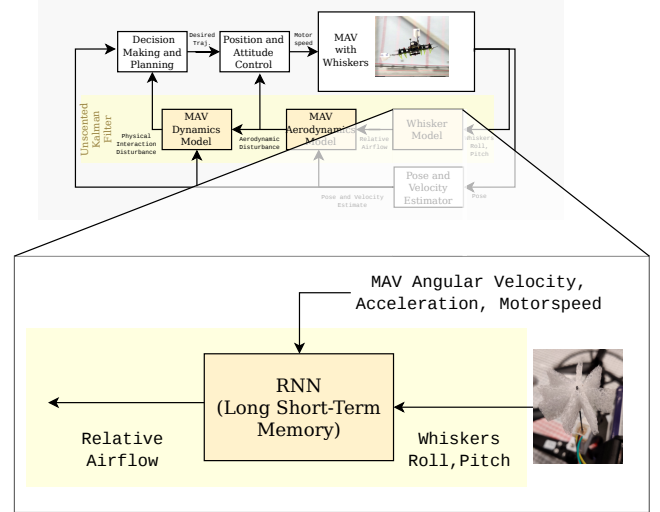 Decision
Making and
Planning
Desired
Traj.
Position and
Attitude
Control
Motor
speed
MAV
with
Whiskers
Unscented
Kalman
Filter
MAV
Dynamics
Model
MAV
Aerodynamics
Model
Whisker
Model
Physical
Interaction
Disturbance
Aerodynamic
Disturbance
Relative
Airflow
Whiskers
Roll,
Pitch
Pose and
Velocity
Estimator
Pose and Velocity
Estimate
Pose
MAV Angular Velocity,
Acceleration, Motorspeed
RNN
(Long Short-Term
Memory)
Relative
Airflow
Whiskers
Roll,Pitch